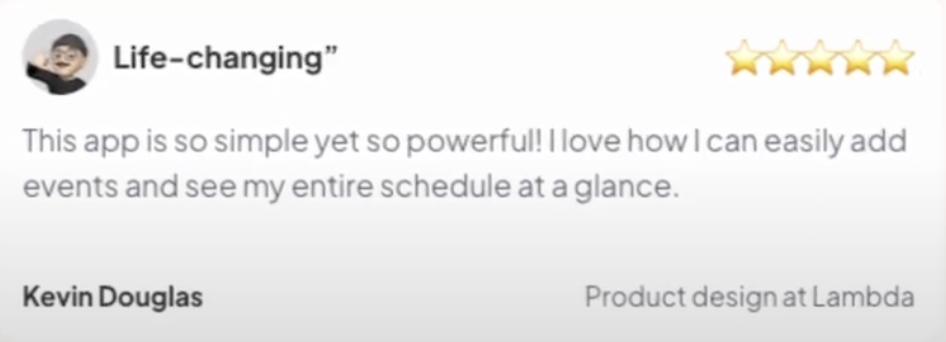 Life-changing”
This app is so simple yet so powerful! I love how I can easily add
events and see my entire schedule at a glance.
Kevin Douglas
Product design at Lambda